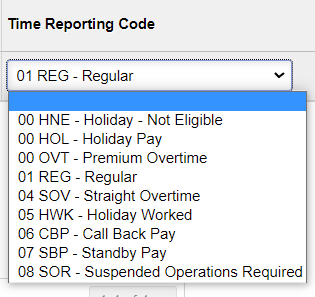 Time Reporting Code
01 REG - Regular
00 HNE - Holiday - Not Eligible
00 HOL - Holiday Pay
00 OVT - Premium Overtime
01 REG - Regular
04 SOV - Straight Overtime
05 HWK - Holiday Worked
06 CBP - Call Back Pay
07 SBP - Standby Pay
08 SOR - Suspended Operations Required